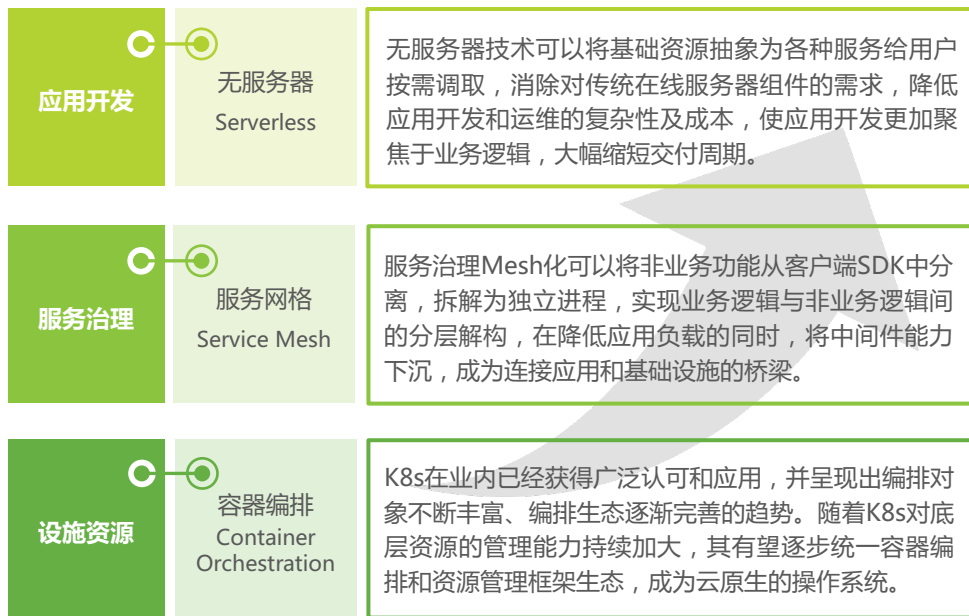 应用开发
无服务器
Serverless
无服务器技术可以将基础资源抽象为各种服务给用户
按需调取，消除对传统在线服务器组件的需求，降低
应用开发和运维的复杂性及成本，使应用开发更加聚
焦于业务逻辑，大幅缩短交付周期。
服务治理
服务网格
Service Mesh
服务治理Mesh化可以将非业务功能从客户端SDK中分
离，拆解为独立进程，实现业务逻辑与非业务逻辑间
的分层解构，在降低应用负载的同时，将中间件能力
下沉，成为连接应用和基础设施的桥梁。
设施资源
容器编排
Container
Orchestration
K8s在业内已经获得广泛认可和应用，并呈现出编排对
象不断丰富、编排生态逐渐完善的趋势。随着K8s对底
层资源的管理能力持续加大，其有望逐步统一容器编
排和资源管理框架生态，成为云原生的操作系统。